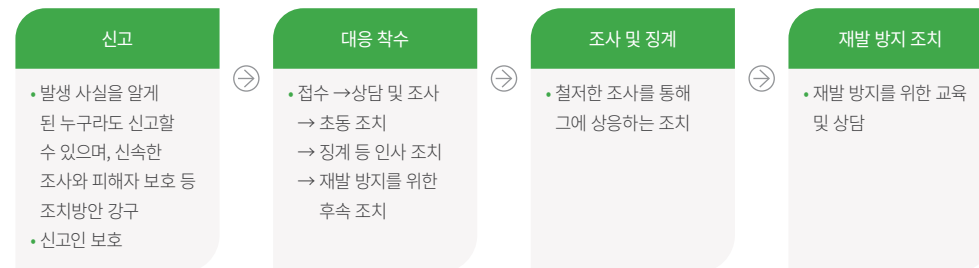 신고
• 발생 사실을 알게
된 누구라도 신고할
수 있으며, 신속한
조사와 피해자 보호 등
조치방안 강구
• 신고인 보호
대응 착수
• 접수 →상담 및 조사
→ 초동 조치
→ 징계 등 인사 조치
→ 재발 방지를 위한
후속 조치
조사 및 징계
• 철저한 조사를 통해
그에 상응하는 조치
재발 방지 조치
• 재발 방지를 위한 교육
및 상담